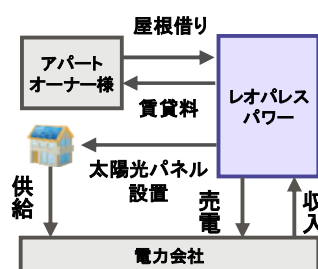 屋根借り
アパート
オーナー様
賃貸料
レオパレス
パワー
太陽光パネル
設置
供給
売電
収入
電力会社